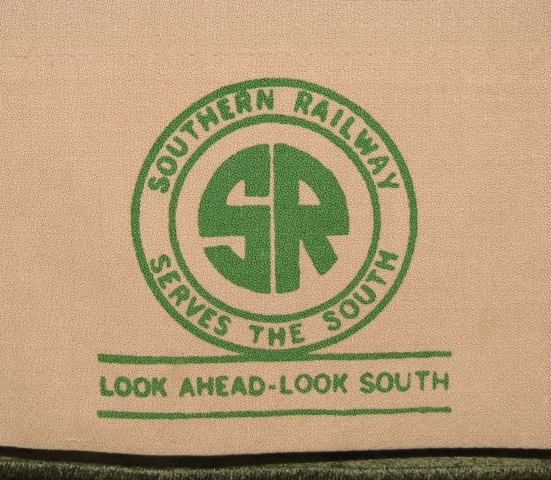 SOUTHERN RAILWAY
SR
SERVES THE SOUTH
LOOK AHEAD-LOOK SOUTH